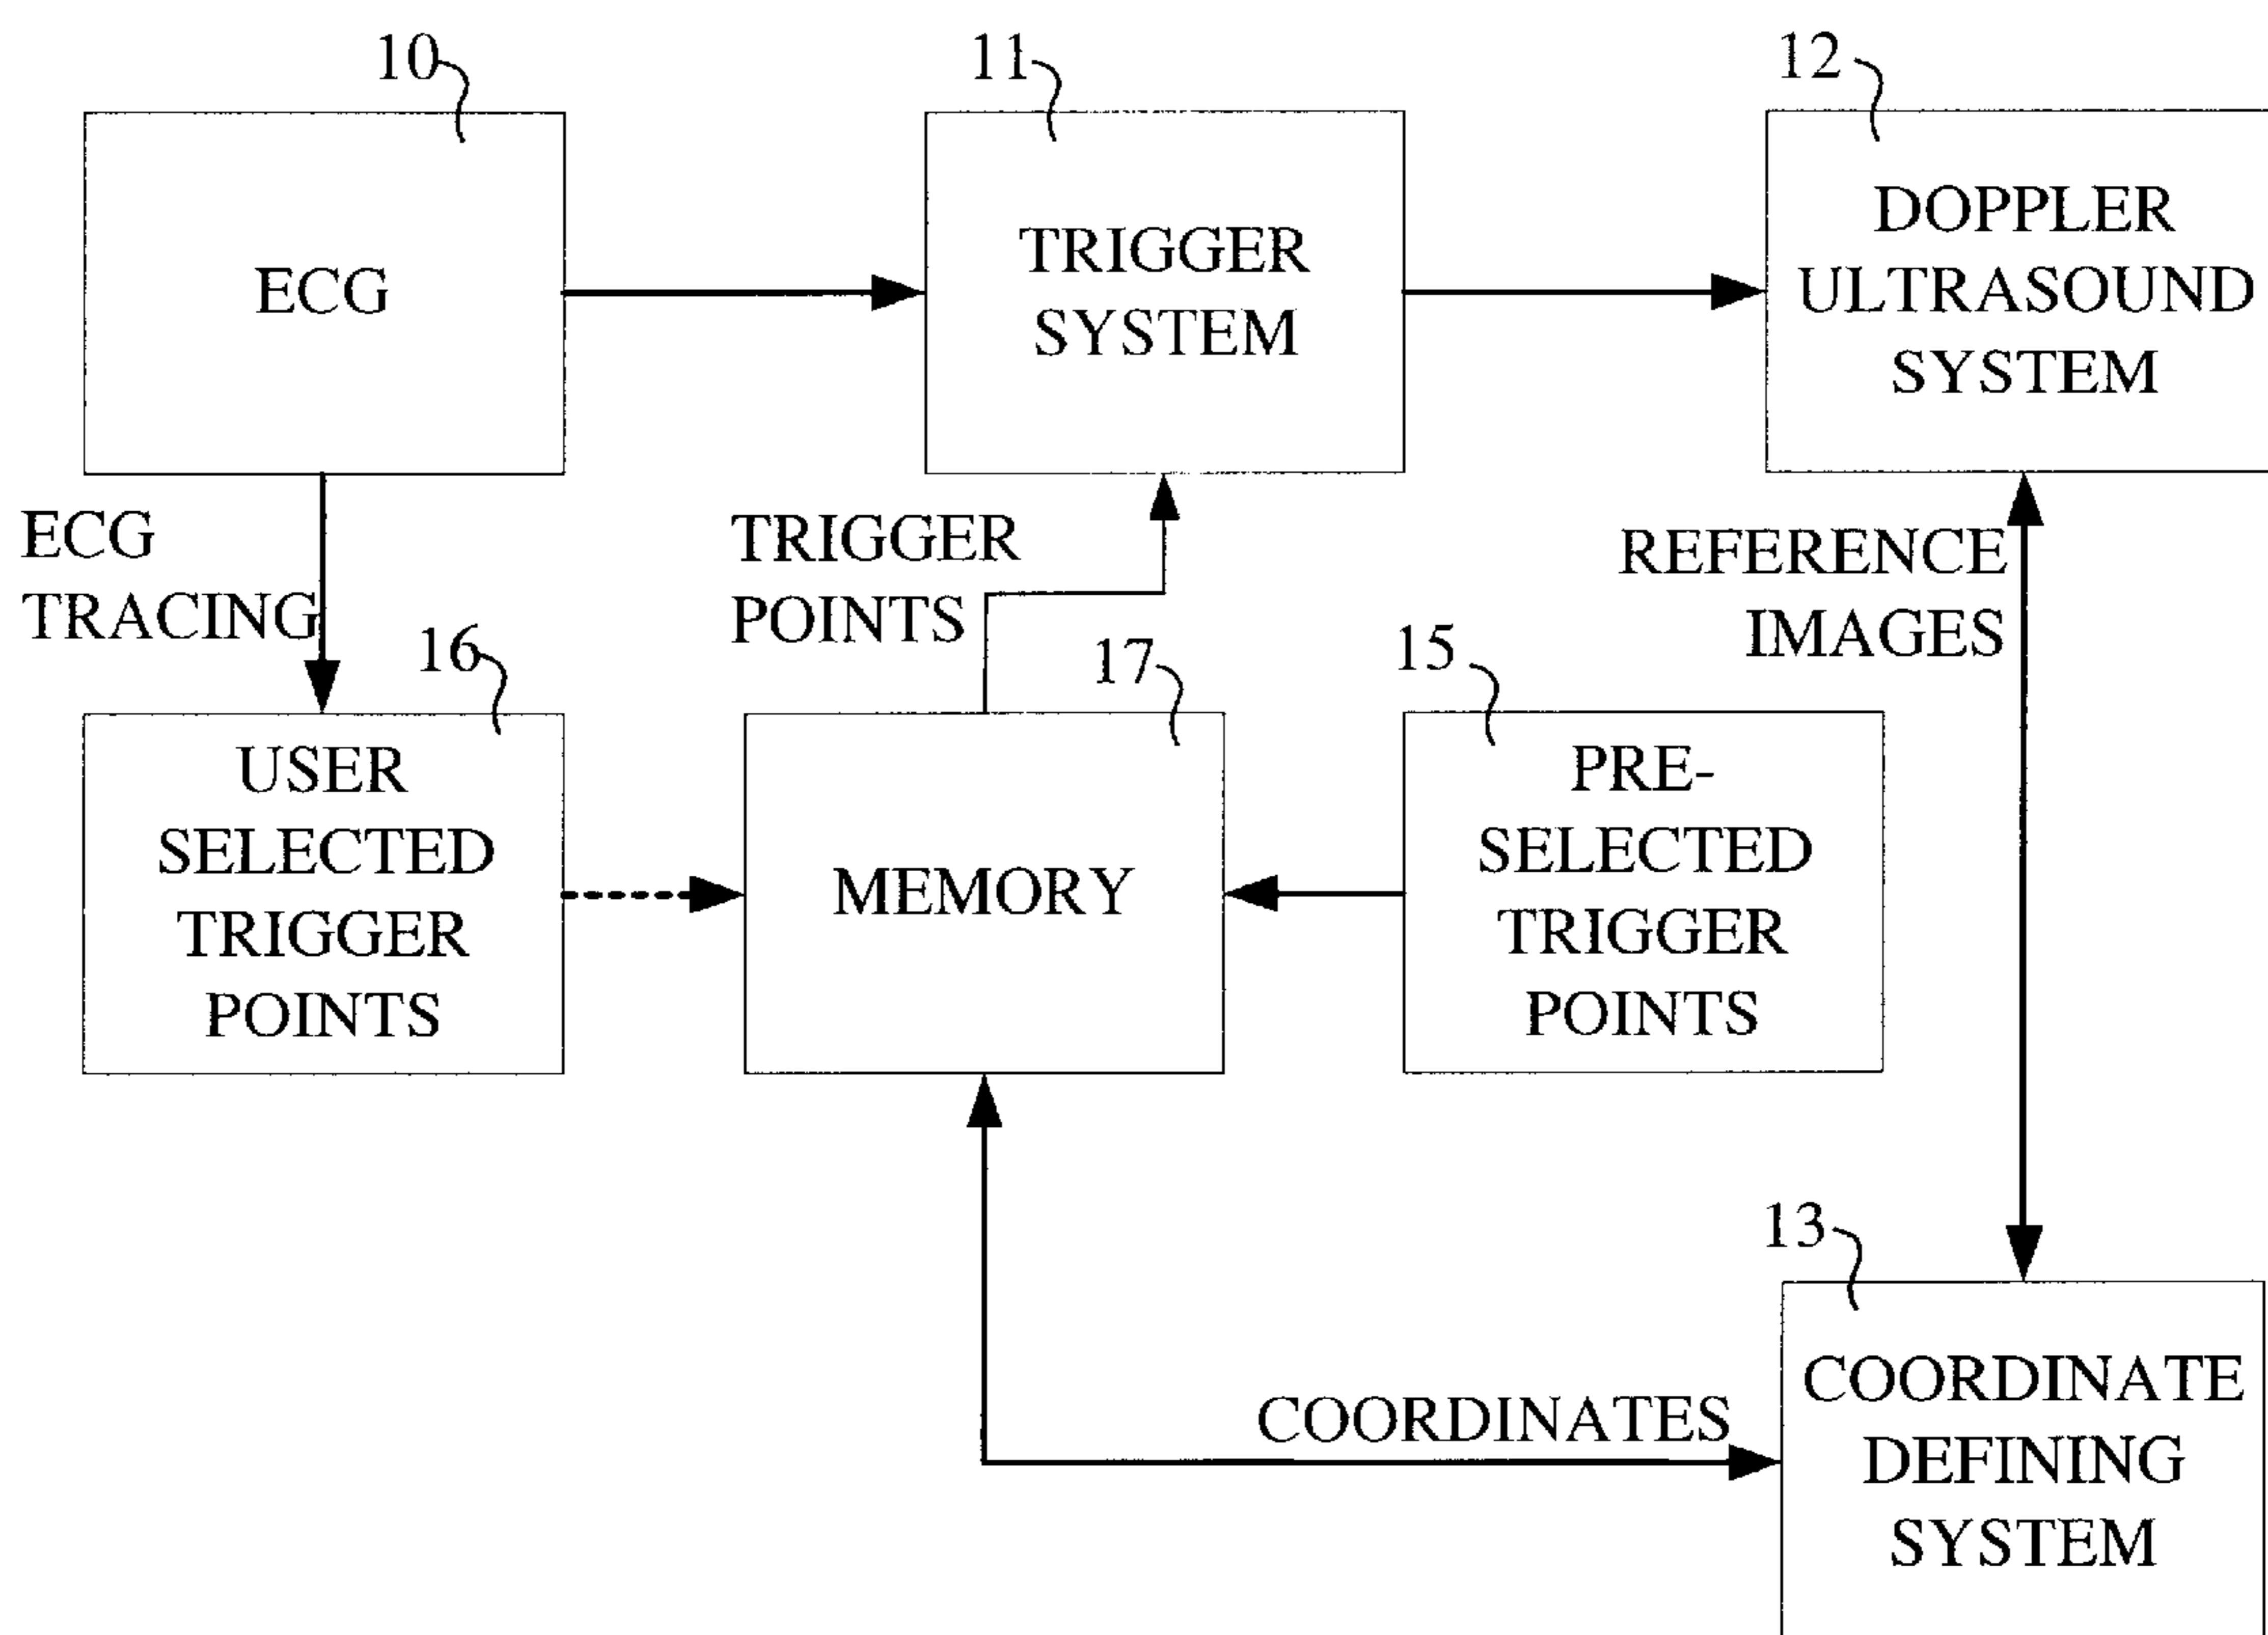 10
11
12
ECG
TRIGGER
SYSTEM
DOPPLER
ULTRASOUND
SYSTEM
ECG
TRACING
TRIGGER
POINTS
REFERENCE
IMAGES
16
17
15
USER
SELECTED
TRIGGER
POINTS
MEMORY
PRE-
SELECTED
TRIGGER
POINTS
13
COORDINATES
COORDINATE
DEFINING
SYSTEM